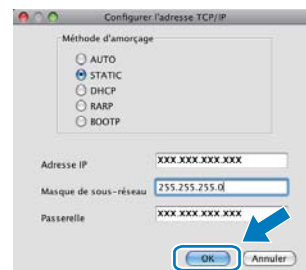 Configurer l'adresse TCP/IP
Méthode d'amorçage
AUTO
STATIC
DHCP
RARP
BOOTP
Adresse IP XXX.XXX.XXX.XXX
Masque de sous-réseau 255.255.255.0
Passerelle XXX.XXX.XXX.XXX
OK Annuler